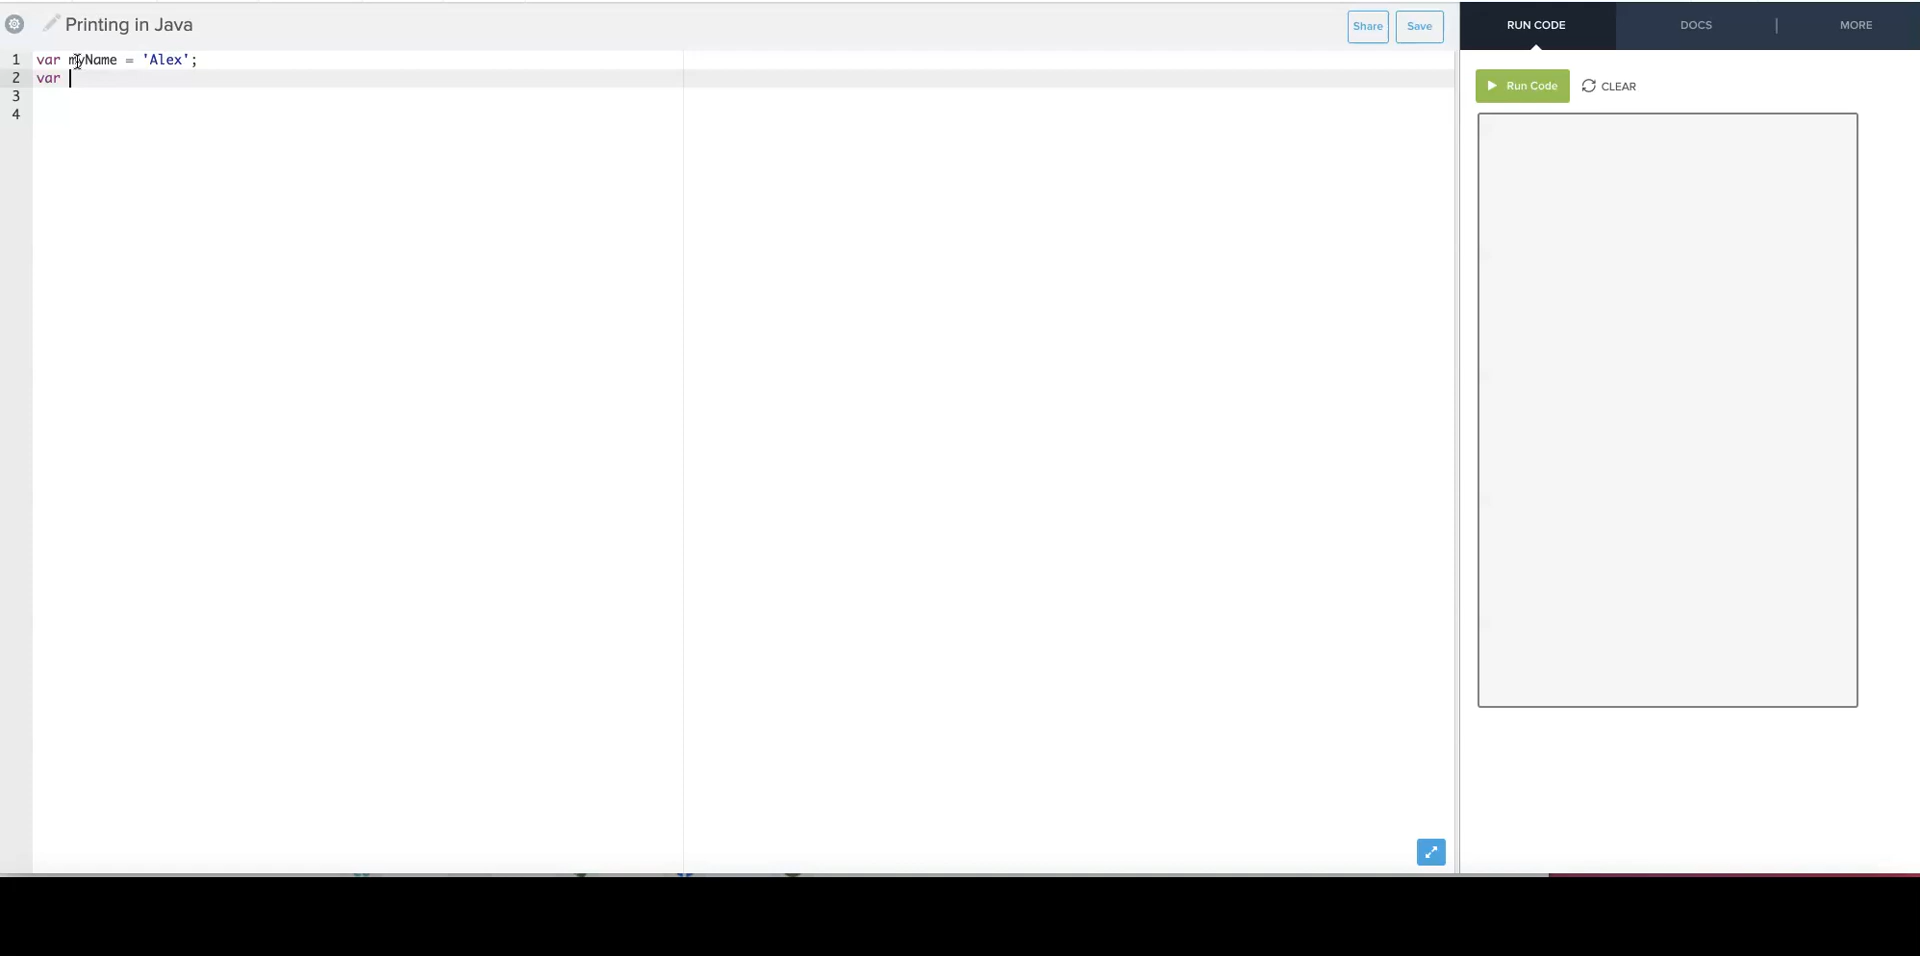 Printing in Java
Share
Save
RUN CODE
DOCS
|
MORE
1 var myName = 'Alex';
2 var
3
4
Run Code
CLEAR